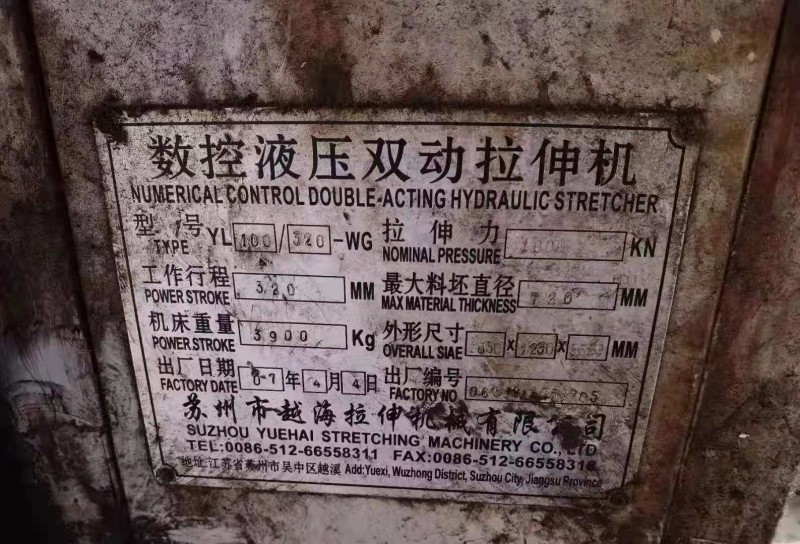 数控液压双动拉伸机
NUMERICAL CONTROL DOUBLE-ACTING HYDRAULIC STRETCHER
型号 TYPE YL 100/320-WG 拉伸力 NOMINAL PRESSURE KN
工作行程 POWER STROKE 320 MM 最大料坯直径 MAX MATERIAL THICKNESS 720 MM
机床重量 POWER STROKE 3900 Kg 外形尺寸 OVERALL SIAE X 1230 X MM
出厂日期 FACTORY DATE 07年4月4日 出厂编号 FACTORY NO
苏州市越海拉伸机械有限公司
SUZHOU YUEHAI STRETCHING MACHINERY CO., LTD
TEL:0086-512-66558311 FAX:0086-512-66558318
地址:江苏省苏州市吴中区越溪 Add:Yuexi, Wuzhong District, Suzhou City, Jiangsu Province